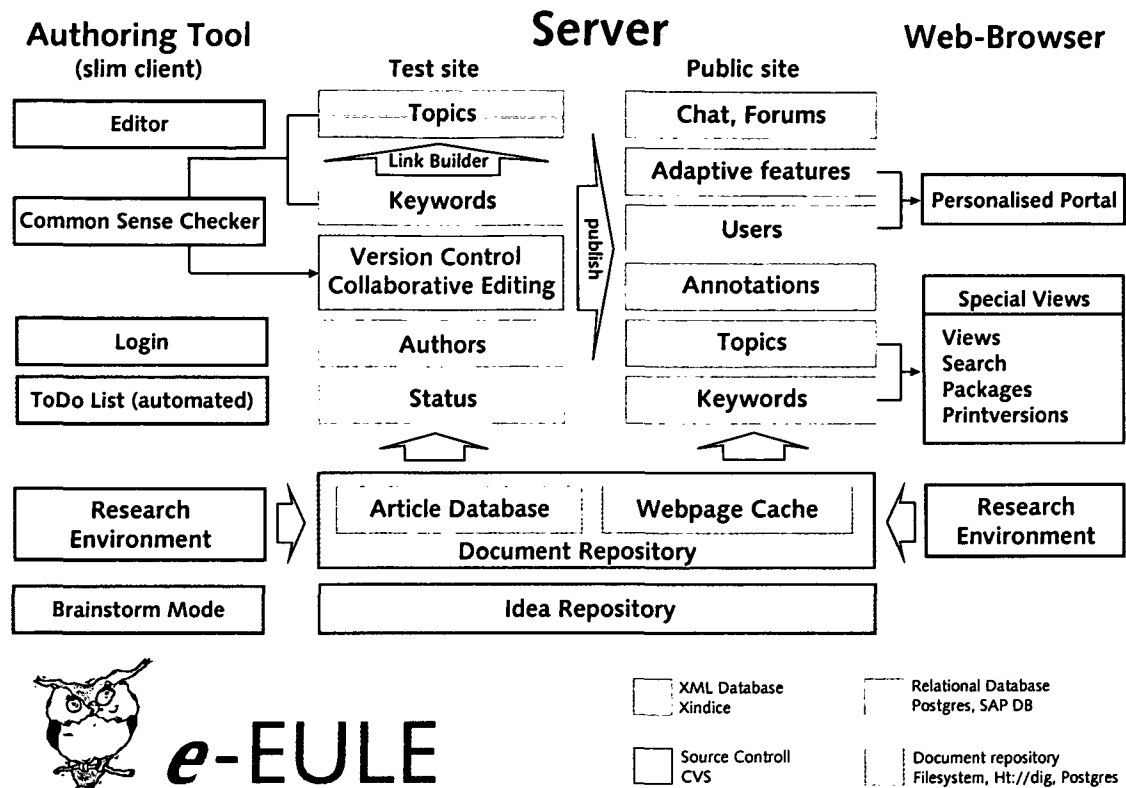 Authoring Tool
(slim client)
Editor
Common Sense Checker
Login
ToDo List (automated)
Research
Environment
Brainstorm Mode
Server
Test site
Topics
Link Builder
Keywords
Version Control
Collaborative Editing
Authors
Status
publish
Public site
Chat, Forums
Adaptive features
Users
Annotations
Topics
Keywords
Article Database
Webpage Cache
Document Repository
Idea Repository
Web-Browser
Personalised Portal
Special Views
Views
Search
Packages
Printversions
Research
Environment
e-EULE
XML Database
Xindice
Relational Database
Postgres, SAP DB
Source Controll
CVS
Document repository
Filesystem, Ht://dig, Postgres